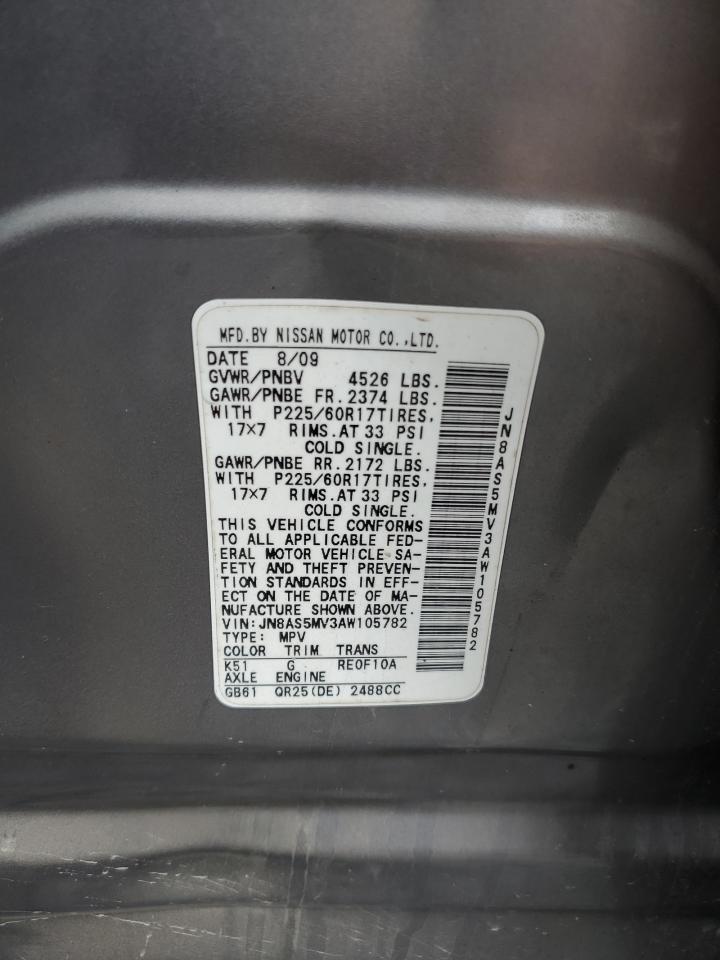 MFD.BY NISSAN MOTOR CO.,LTD.
DATE 8/09
GVWR/PNBV 4526 LBS.
GAWR/PNBE FR.2374 LBS.
WITH P225/60R17TIRES,
17×7 RIMS.AT 33 PSI
COLD SINGLE.
GAWR/PNBE RR.2172 LBS.
WITH P225/60R17TIRES,
17×7 RIMS.AT 33 PSI
COLD SINGLE.
THIS VEHICLE CONFORMS
TO ALL APPLICABLE FED-
ERAL MOTOR VEHICLE SA-
FETY AND THEFT PREVEN-
TION STANDARDS IN EFF-
ECT ON THE DATE OF MA-
NUFACTURE SHOWN ABOVE.
VIN:JN8AS5MV3AW105782
TYPE: MPV
COLOR TRIM TRANS
K51 G RE0F10A
AXLE ENGINE
GB61 QR25(DE) 2488CC
JN8AS5MV3AW105782